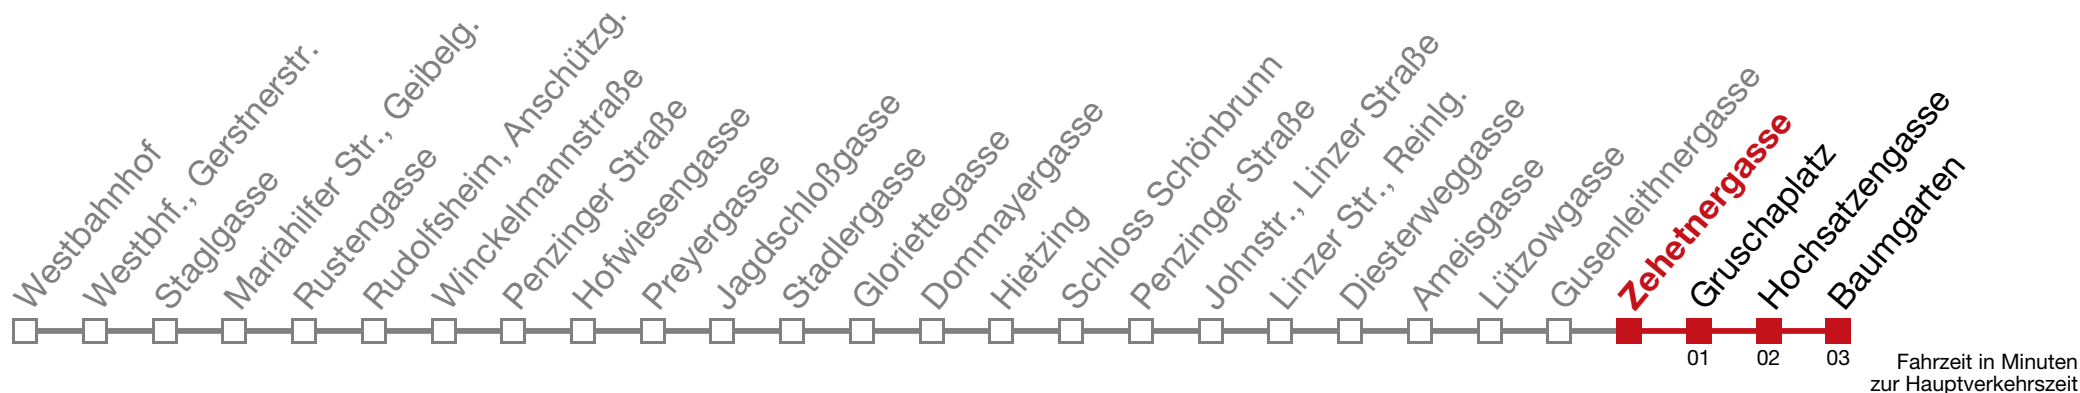 Westbahnhof
Westbhf., Gerstnerstr.
Staglgasse
Mariahilfer Str., Geibelg.
Rustengasse
Rudolfsheim, Anschützg.
Winckelmannstraße
Penzinger Straße
Hofwiesengasse
Preyergasse
Jagdschloßgasse
Stadlergasse
Gloriettegasse
Dommayergasse
Hietzing
Schloss Schönbrunn
Penzinger Straße
Johnstr., Linzer Straße
Linzer Str., Reinlg.
Diesterweggasse
Ameisgasse
Lützowgasse
Gusenleithnergasse
Zehetnergasse
Gruschaplatz
Hochsatzengasse
Baumgarten
01 02 03
Fahrzeit in Minuten
zur Hauptverkehrszeit